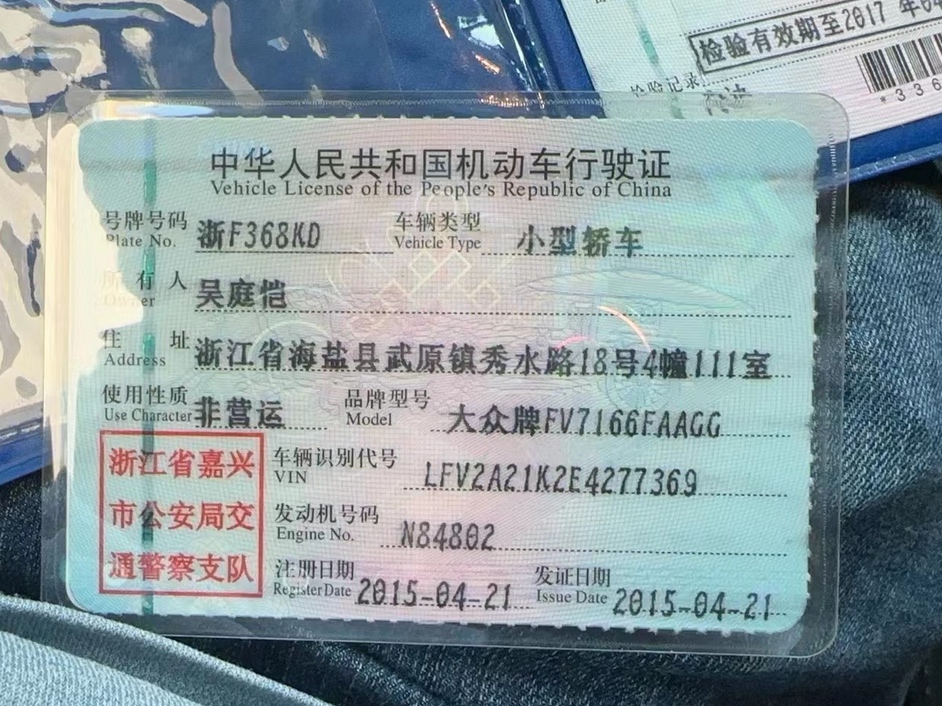 检验有效期至2017 年04
检验记录
*336
中华人民共和国机动车行驶证
Vehicle License of the People's Republic of China
号牌号码 浙F368KD 车辆类型 小型轿车
Plate No. Vehicle Type
所有人 吴庭恺
Owner
住址 浙江省海盐县武原镇秀水路18号4幢111室
Address
使用性质 非营运 品牌型号 大众牌FV7166FAAGG
Use Character Model
浙江省嘉兴
市公安局交
通警察支队
车辆识别代号 LFV2A21K2E4277369
VIN
发动机号码 N84802
Engine No.
注册日期 2015-04-21 发证日期 2015-04-21
Register Date Issue Date